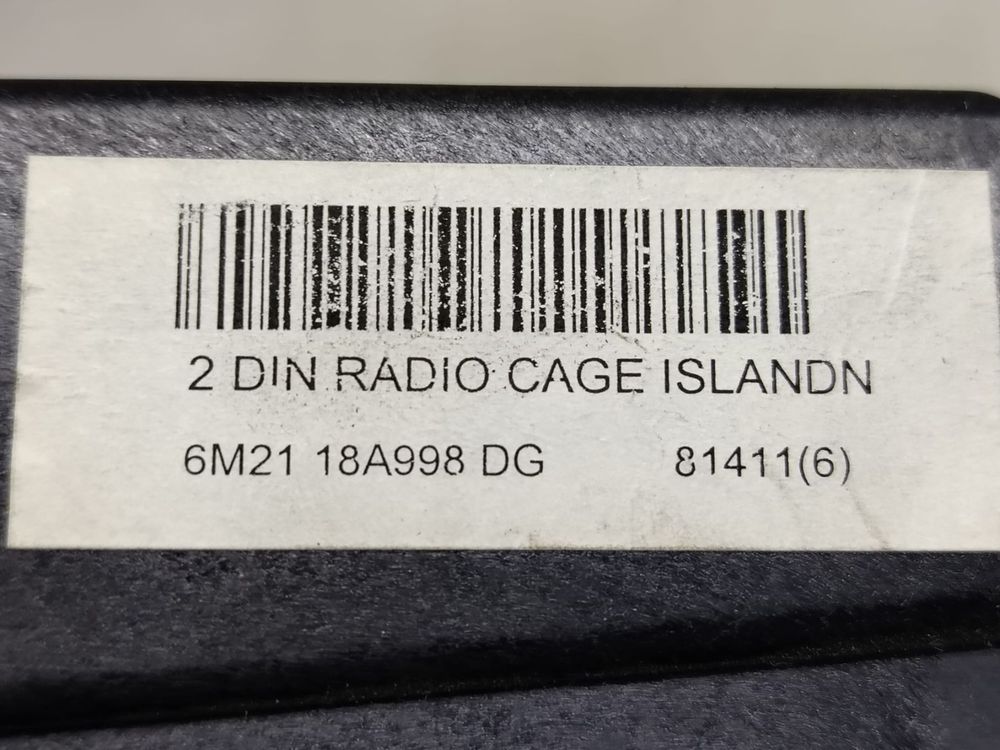 2 DIN RADIO CAGE ISLANDN
6M21 18A998 DG 81411(6)